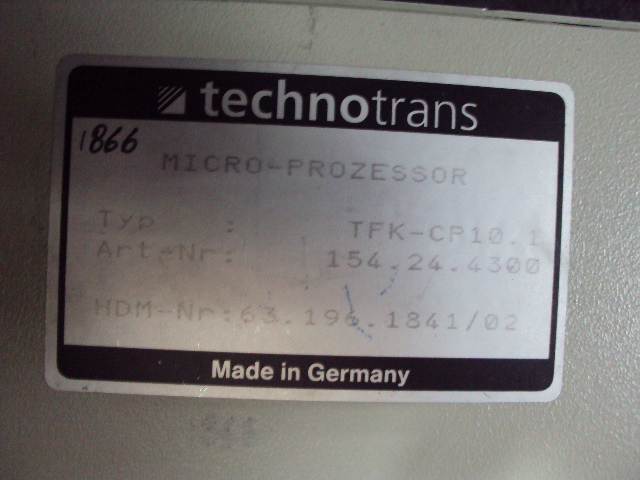 technotrans
1866
MICRO-PROZESSOR
Typ : TFK-CP10.1
Art-Nr: 154.24.4300
HDM-Nr:63.196.1841/02
Made in Germany